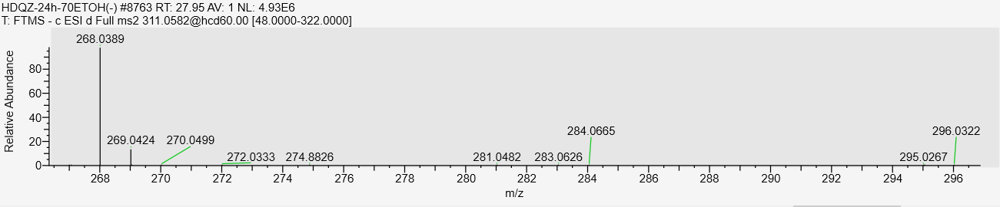 HDQZ-24h-70ETOH(-) #8763 RT: 27.95 AV: 1 NL: 4.93E6
T: FTMS - c ESI d Full ms2 311.0582@hcd60.00 [48.0000-322.0000]
268.0389
80
60
40
20
0
Relative Abundance
269.0424 270.0499
272.0333 274.8826
281.0482 283.0626
284.0665
295.0267
296.0322
268 270 272 274 276 278 280 282 284 286 288 290 292 294 296
m/z